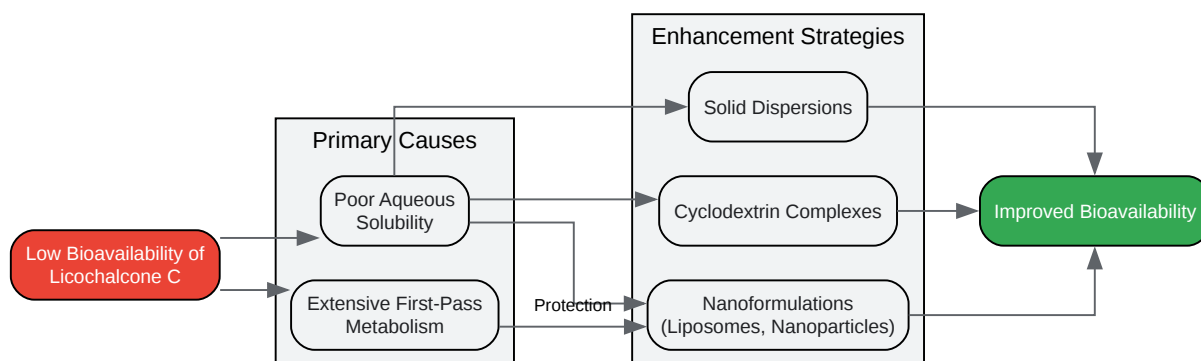 Low Bioavailability of
Licochalcone C
Primary Causes
Poor Aqueous
Solubility
Extensive First-Pass
Metabolism
Protection
Enhancement Strategies
Solid Dispersions
Cyclodextrin Complexes
Nanoformulations
(Liposomes, Nanoparticles)
Improved Bioavailability